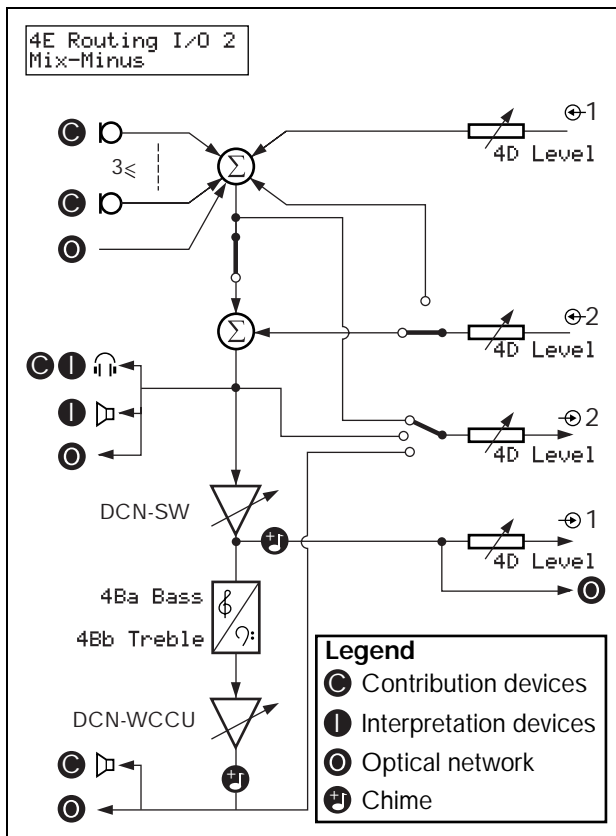 4E Routing I/O 2
Mix-Minus
C
1
4D Level
3≤
Σ
C
O
2
4D Level
Σ
C I
I
2
4D Level
O
DCN-SW
1
4D Level
O
4Ba Bass
4Bb Treble
Legend
C Contribution devices
I Interpretation devices
O Optical network
Chime
DCN-WCCU
C
O